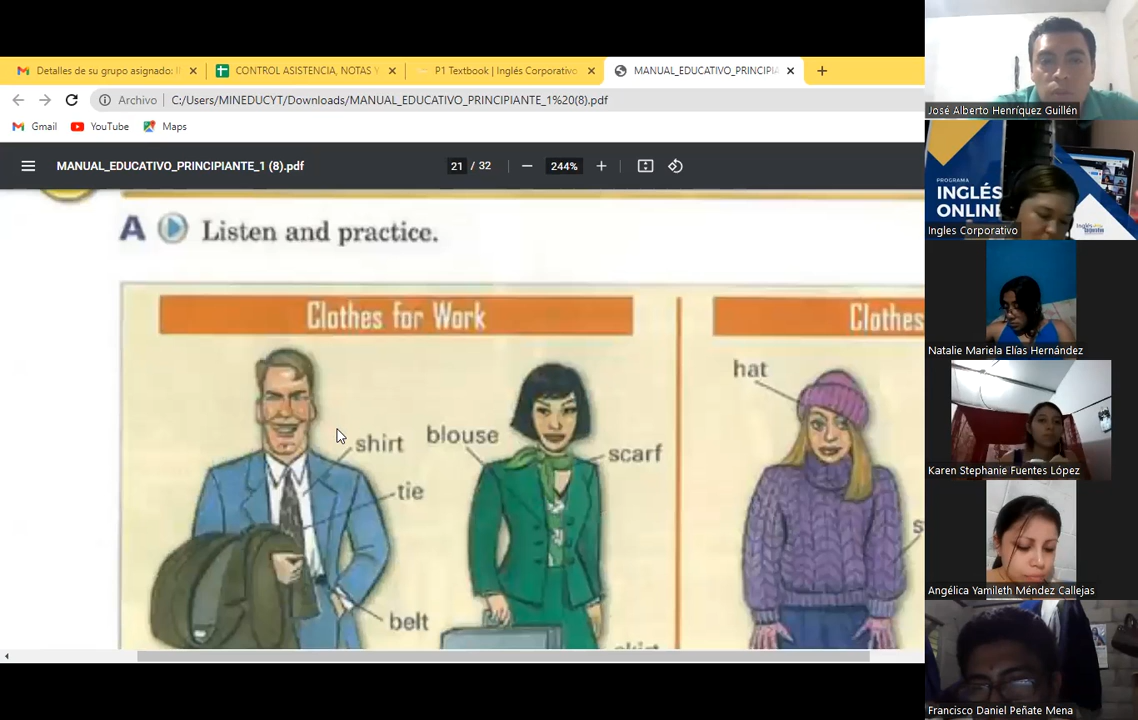 Detalles de su grupo asignado: I
CONTROL ASISTENCIA, NOTAS Y
P1 Textbook | Inglés Corporativo
MANUAL_EDUCATIVO_PRINCIPIA
Archivo
C:/Users/MINEDUCYT/Downloads/MANUAL_EDUCATIVO_PRINCIPIANTE_1%20(8).pdf
Gmail
YouTube
Maps
MANUAL_EDUCATIVO_PRINCIPIANTE_1 (8).pdf
21 / 32
244%
A Listen and practice.
Clothes for Work
Clothes
hat
shirt
blouse
scarf
tie
belt
skirt
José Alberto Henríquez Guillén
PROGRAMA
INGLÉS
ONLINE
Ingles Corporativo
Natalie Mariela Elías Hernández
Karen Stephanie Fuentes López
Angélica Yamileth Méndez Callejas
Francisco Daniel Peñate Mena